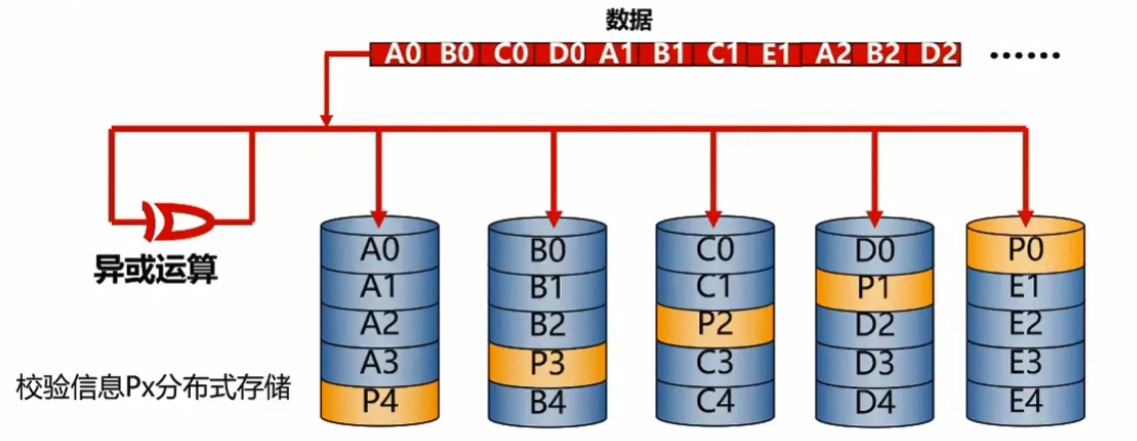 数据
A0 B0 C0 D0 A1 B1 C1 E1 A2 B2 D2 ……
异或运算
A0 B0 C0 D0 P0
A1 B1 C1 P1 E1
A2 B2 P2 D2 E2
A3 P3 C3 D3 E3
校验信息Px分布式存储
P4 B4 C4 D4 E4